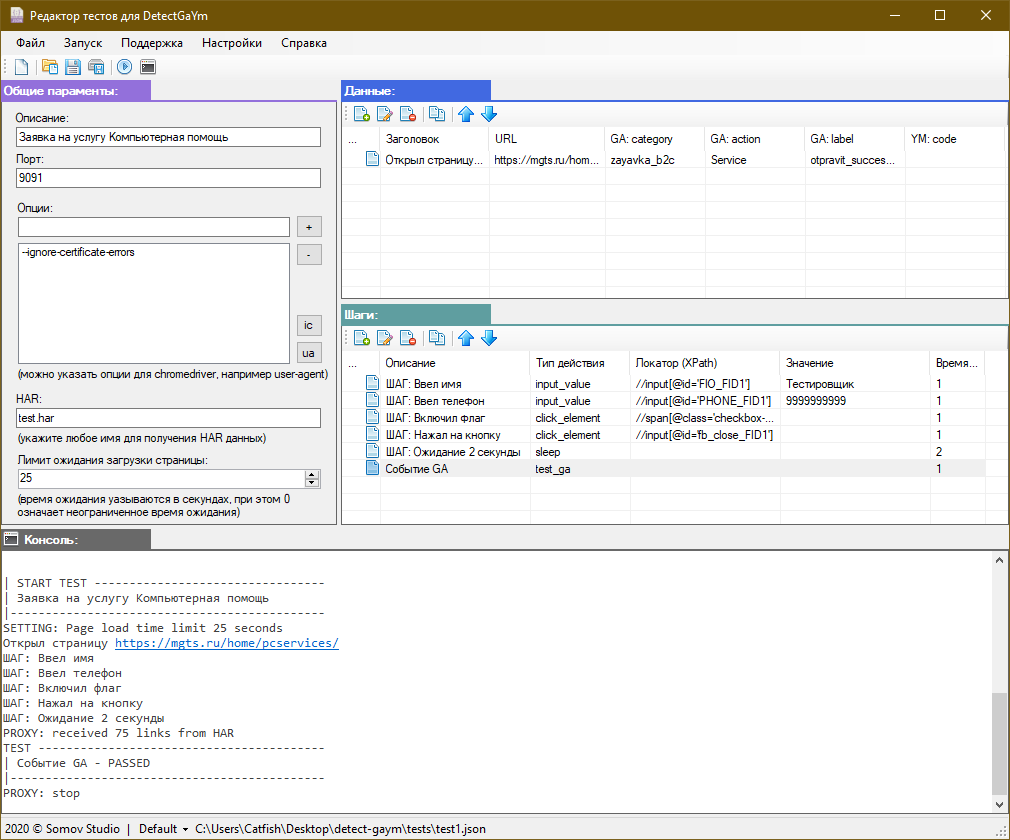 Редактор тестов для DetectGaYm
Файл Запуск Поддержка Настройки Справка
Общие параменты:
Описание:
Заявка на услугу Компьютерная помощь
Порт:
9091
Опции:
+
--ignore-certificate-errors
-
ic
ua
(можно указать опции для chromedriver, например user-agent)
HAR:
test.har
(укажите любое имя для получения HAR данных)
Лимит ожидания загрузки страницы:
25
(время ожидания уазываются в секундах, при этом 0
означает неограниченное время ожидания)
Данные:
... Заголовок URL GA: category GA: action GA: label YM: code
Открыл страницу... https://mgts.ru/hom... zayavka_b2c Service otpravit_succes...
Шаги:
... Описание Тип действия Локатор (XPath) Значение Время...
ШАГ: Ввел имя input_value //input[@id='FIO_FID1'] Тестировщик 1
ШАГ: Ввел телефон input_value //input[@id='PHONE_FID1'] 9999999999 1
ШАГ: Включил флаг click_element //span[@class='checkbox-... 1
ШАГ: Нажал на кнопку click_element //input[@id='fb_close_FID1'] 1
ШАГ: Ожидание 2 секунды sleep 2
Событие GA test_ga 1
Консоль:
| START TEST ---------------------------------
| Заявка на услугу Компьютерная помощь
|---------------------------------------------
SETTING: Page load time limit 25 seconds
Открыл страницу https://mgts.ru/home/pcservices/
ШАГ: Ввел имя
ШАГ: Ввел телефон
ШАГ: Включил флаг
ШАГ: Нажал на кнопку
ШАГ: Ожидание 2 секунды
PROXY: received 75 links from HAR
TEST -----------------------------------------
| Событие GA - PASSED
|---------------------------------------------
PROXY: stop
2020 © Somov Studio | Default C:\Users\Catfish\Desktop\detect-gaym\tests\test1.json